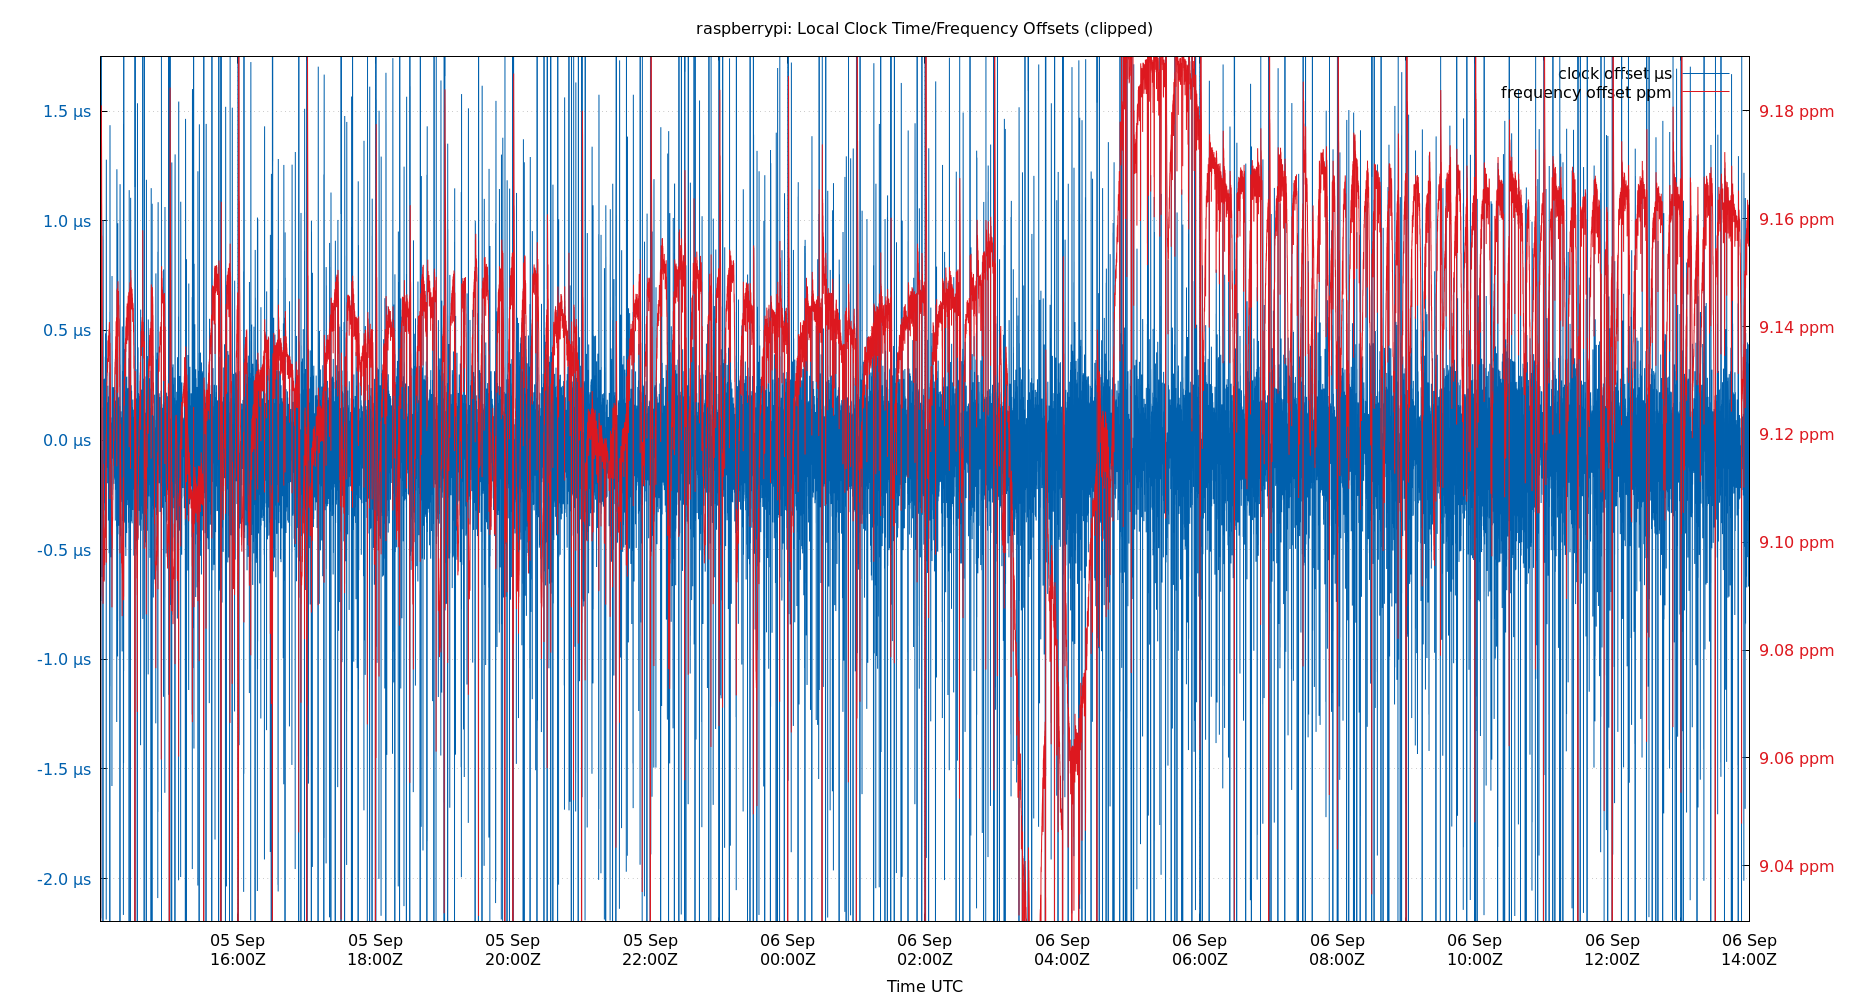 raspberrypi: Local Clock Time/Frequency Offsets (clipped)
clock offset µs
frequency offset ppm
1.5 µs
1.0 µs
0.5 µs
0.0 µs
-0.5 µs
-1.0 µs
-1.5 µs
-2.0 µs
9.18 ppm
9.16 ppm
9.14 ppm
9.12 ppm
9.10 ppm
9.08 ppm
9.06 ppm
9.04 ppm
05 Sep 05 Sep 05 Sep 05 Sep 06 Sep 06 Sep 06 Sep 06 Sep 06 Sep 06 Sep 06 Sep 06 Sep
16:00Z 18:00Z 20:00Z 22:00Z 00:00Z 02:00Z 04:00Z 06:00Z 08:00Z 10:00Z 12:00Z 14:00Z
Time UTC